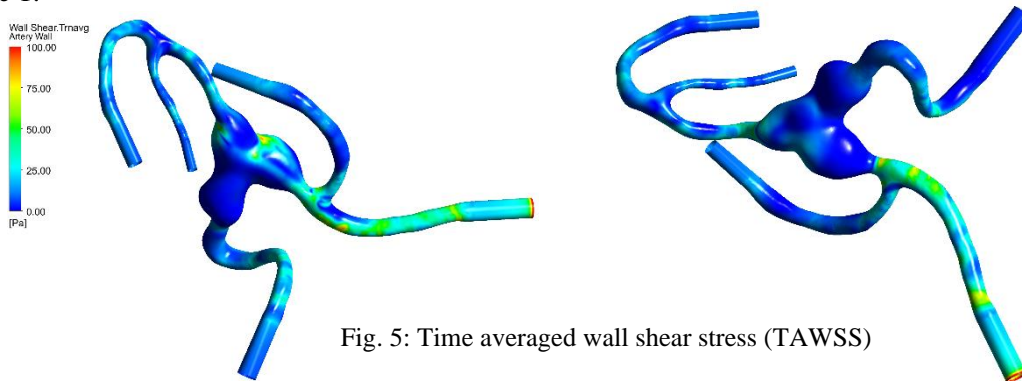 Wall Shear.Trnavg
Artery Wall
100.00
75.00
50.00
25.00
0.00
[Pa]
Fig. 5: Time averaged wall shear stress (TAWSS)